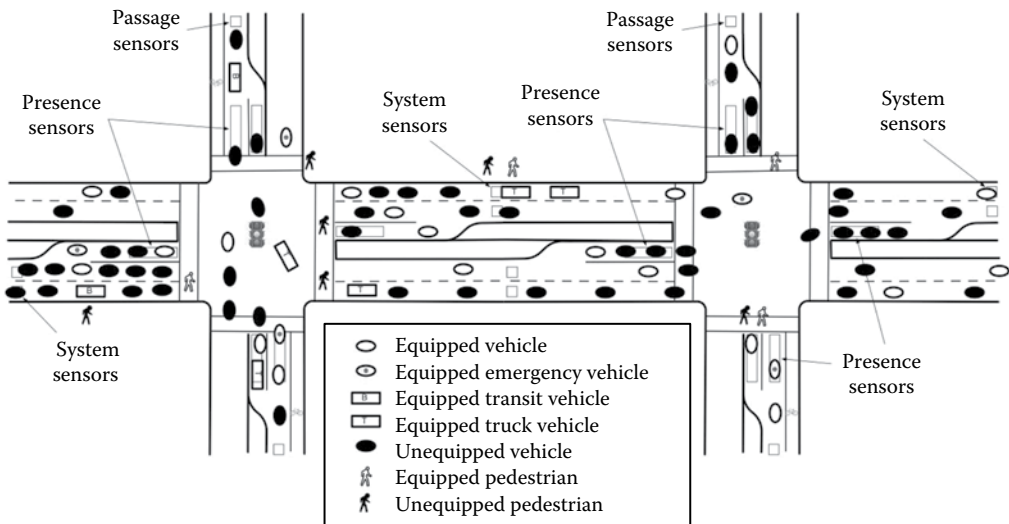 Passage
sensors
Passage
sensors
Presence
sensors
System
sensors
Presence
sensors
System
sensors
B
T
T
T
B
T
T
System
sensors
Presence
sensors
Equipped vehicle
Equipped emergency vehicle
B Equipped transit vehicle
T Equipped truck vehicle
Unequipped vehicle
Equipped pedestrian
Unequipped pedestrian